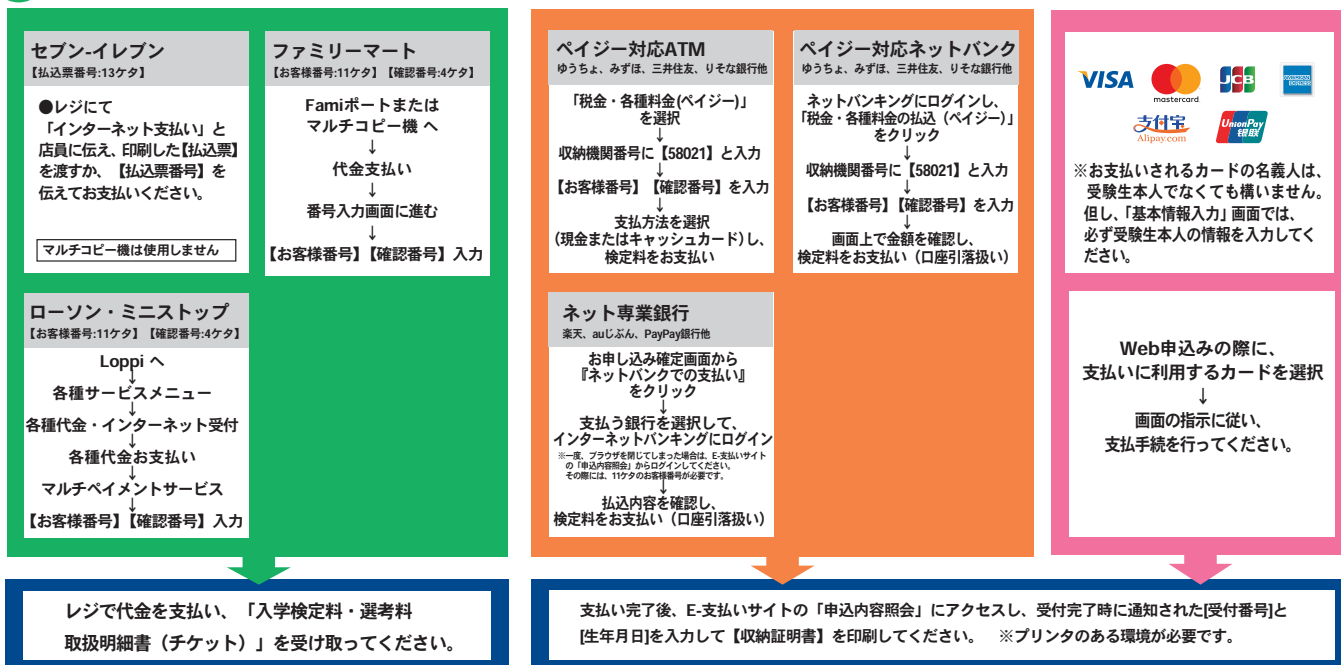 セブン-イレブン
【払込票番号:13ケタ】
●レジにて
「インターネット支払い」と
店員に伝え、印刷した【払込票】
を渡すか、【払込票番号】を
伝えてお支払いください。
マルチコピー機は使用しません
ファミリーマート
【お客様番号:11ケタ】【確認番号:4ケタ】
Famiポートまたは
マルチコピー機 へ
↓
代金支払い
↓
番号入力画面に進む
↓
【お客様番号】【確認番号】入力
ローソン・ミニストップ
【お客様番号:11ケタ】【確認番号:4ケタ】
Loppi へ
↓
各種サービスメニュー
↓
各種代金・インターネット受付
↓
各種代金お支払い
↓
マルチペイメントサービス
↓
【お客様番号】【確認番号】入力
ペイジー対応ATM
ゆうちょ、みずほ、三井住友、りそな銀行他
「税金・各種料金(ペイジー)」
を選択
↓
収納機関番号に【58021】と入力
↓
【お客様番号】【確認番号】を入力
↓
支払方法を選択
(現金またはキャッシュカード)し、
検定料をお支払い
ペイジー対応ネットバンク
ゆうちょ、みずほ、三井住友、りそな銀行他
ネットバンキングにログインし、
「税金・各種料金の払込(ペイジー)」
をクリック
↓
収納機関番号に【58021】と入力
↓
【お客様番号】【確認番号】を入力
↓
画面上で金額を確認し、
検定料をお支払い(口座引落扱い)
ネット専業銀行
楽天、auじぶん、PayPay銀行他
お申し込み確定画面から
『ネットバンクでの支払い』
をクリック
↓
支払う銀行を選択して、
インターネットバンキングにログイン
※一度、ブラウザを閉じてしまった場合は、E-支払いサイト
の「申込内容照会」からログインしてください。
その際には、11ケタのお客様番号が必要です。
↓
払込内容を確認し、
検定料をお支払い(口座引落扱い)
VISA
mastercard
JCB
AMERICAN
EXPRESS
支付宝
Alipay.com
UnionPay
银联
※お支払いされるカードの名義人は、
受験生本人でなくても構いません。
但し、「基本情報入力」画面では、
必ず受験生本人の情報を入力してく
ださい。
Web申込みの際に、
支払いに利用するカードを選択
↓
画面の指示に従い、
支払手続を行ってください。
レジで代金を支払い、「入学検定料・選考料
取扱明細書(チケット)」を受け取ってください。
支払い完了後、E-支払いサイトの「申込内容照会」にアクセスし、受付完了時に通知された[受付番号]と
[生年月日]を入力して【収納証明書】を印刷してください。 ※プリンタのある環境が必要です。